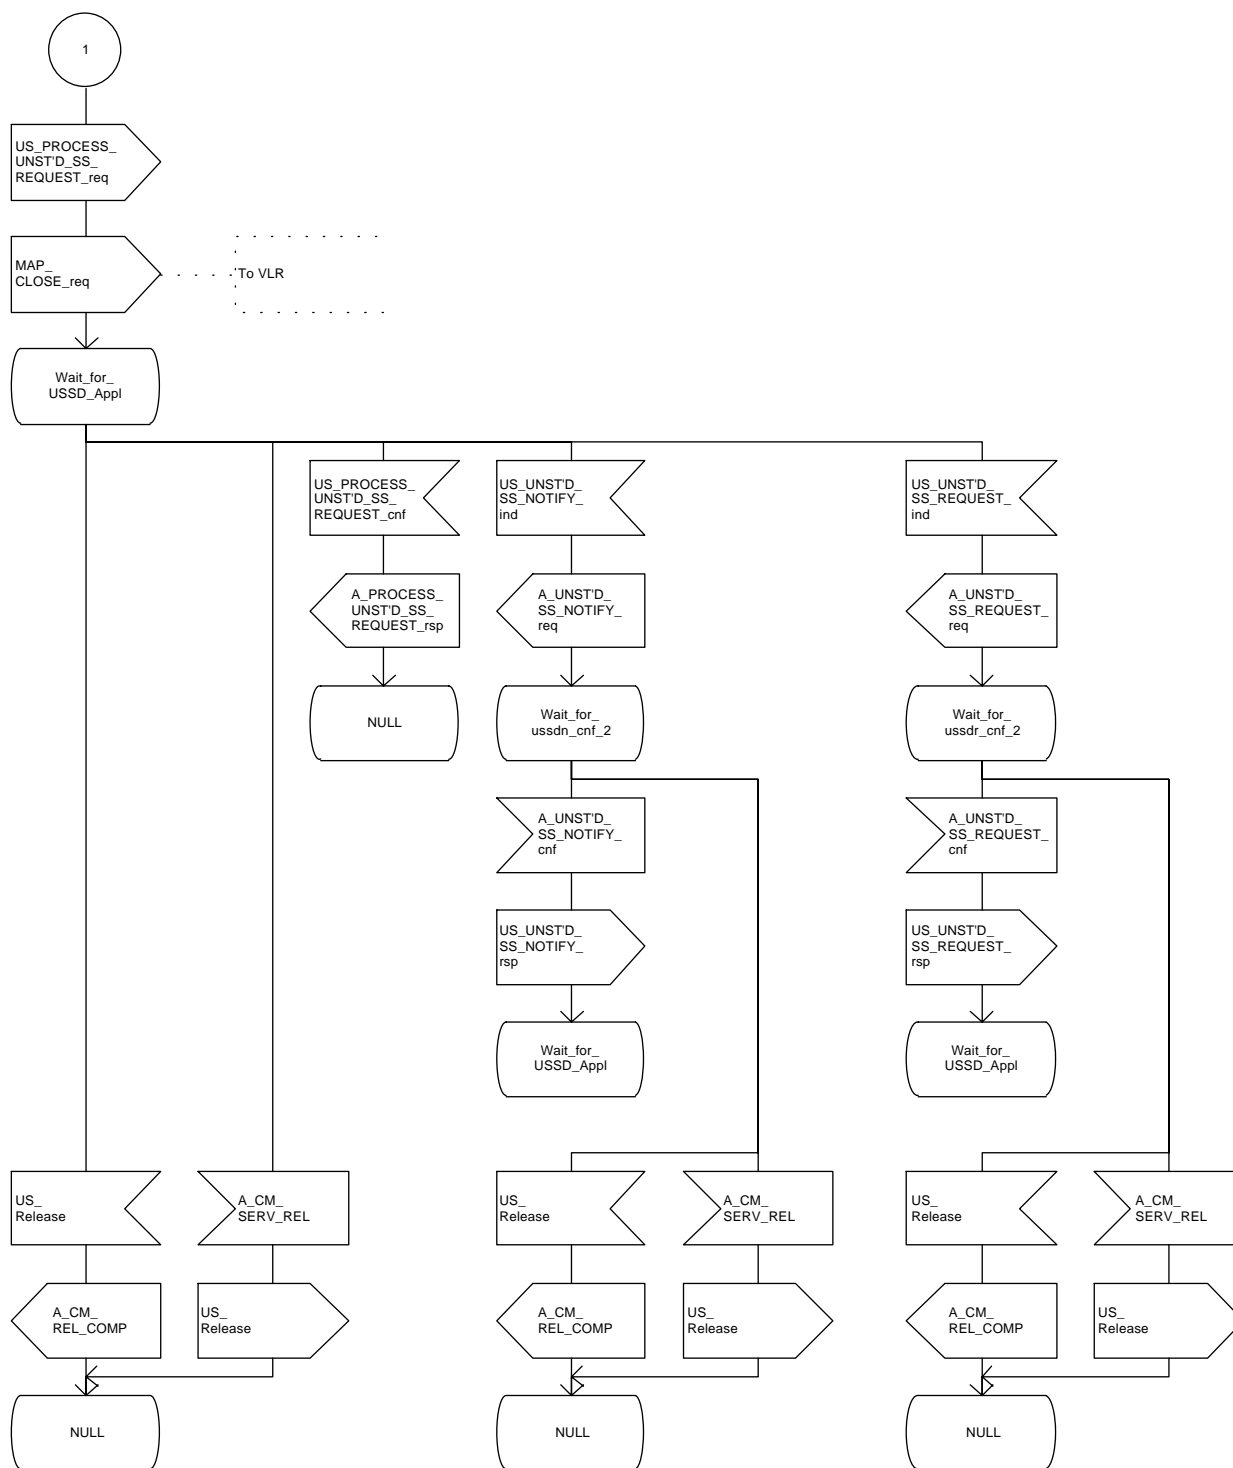 1
US_PROCESS_
UNST'D_SS_
REQUEST_req
MAP_
CLOSE_req
To VLR
Wait_for_
USSD_Appl
US_PROCESS_
UNST'D_SS_
REQUEST_cnf
US_UNST'D_
SS_NOTIFY_
ind
US_UNST'D_
SS_REQUEST_
ind
A_PROCESS_
UNST'D_SS_
REQUEST_rsp
A_UNST'D_
SS_NOTIFY_
req
A_UNST'D_
SS_REQUEST_
req
NULL
Wait_for_
ussdn_cnf_2
Wait_for_
ussdr_cnf_2
A_UNST'D_
SS_NOTIFY_
cnf
A_UNST'D_
SS_REQUEST_
cnf
US_UNST'D_
SS_NOTIFY_
rsp
US_UNST'D_
SS_REQUEST_
rsp
Wait_for_
USSD_Appl
Wait_for_
USSD_Appl
US_
Release
A_CM_
SERV_REL
US_
Release
A_CM_
SERV_REL
US_
Release
A_CM_
SERV_REL
A_CM_
REL_COMP
US_
Release
A_CM_
REL_COMP
US_
Release
A_CM_
REL_COMP
US_
Release
NULL
NULL
NULL